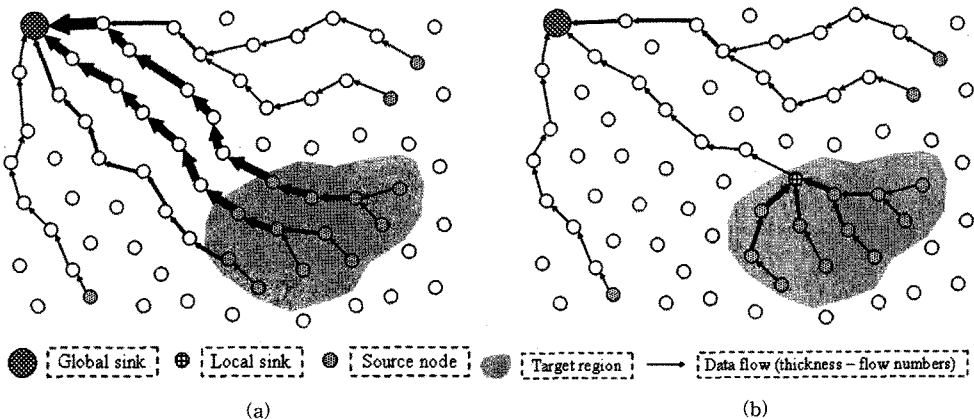 Global sink
Local sink
Source node
Target region
Data flow (thickness – flow numbers)
(a)
(b)